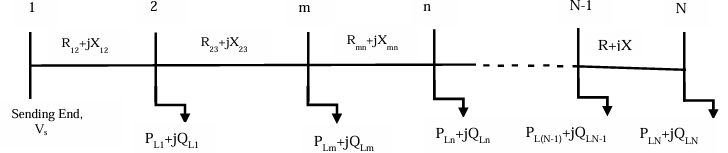 1 2 m n N-1 N
R12+jX12 R23+jX23 Rmn+jXmn R+jX
Sending End,
Vs
PL1+jQL1 PLm+jQLm PLn+jQLn PL(N-1)+jQLN-1 PLN+jQLN